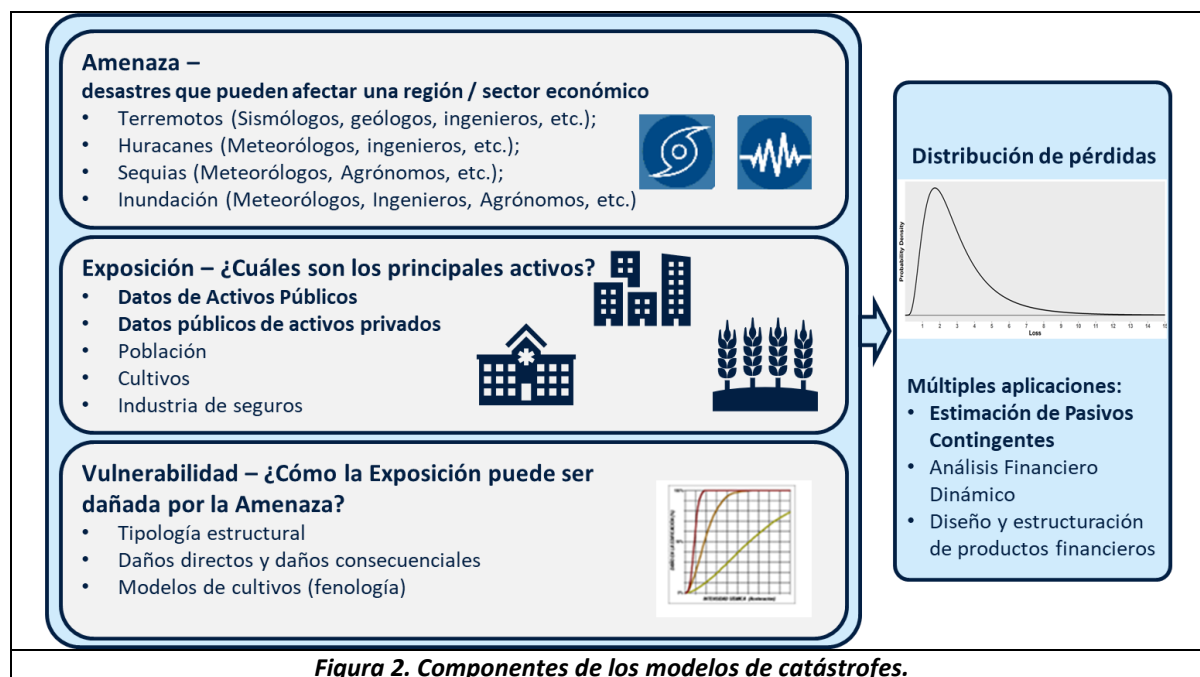 Amenaza –
desastres que pueden afectar una región / sector económico
• Terremotos (Sismólogos, geólogos, ingenieros, etc.);
• Huracanes (Meteorólogos, ingenieros, etc.);
• Sequias (Meteorólogos, Agrónomos, etc.);
• Inundación (Meteorólogos, Ingenieros, Agrónomos, etc.)
Exposición – ¿Cuáles son los principales activos?
• Datos de Activos Públicos
• Datos públicos de activos privados
• Población
• Cultivos
• Industria de seguros
Vulnerabilidad – ¿Cómo la Exposición puede ser
dañada por la Amenaza?
• Tipología estructural
• Daños directos y daños consecuenciales
• Modelos de cultivos (fenología)
Distribución de pérdidas
Probability Density
1 2 3 4 5 6 7 8 9 10 11 12 13 14 15
Loss
Múltiples aplicaciones:
• Estimación de Pasivos
Contingentes
• Análisis Financiero
Dinámico
• Diseño y estructuración
de productos financieros
Figura 2. Componentes de los modelos de catástrofes.